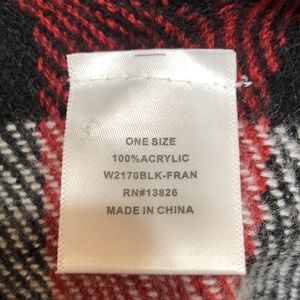 ONE SIZE
100%ACRYLIC
W2170BLK-FRAN
RN#13826
MADE IN CHINA